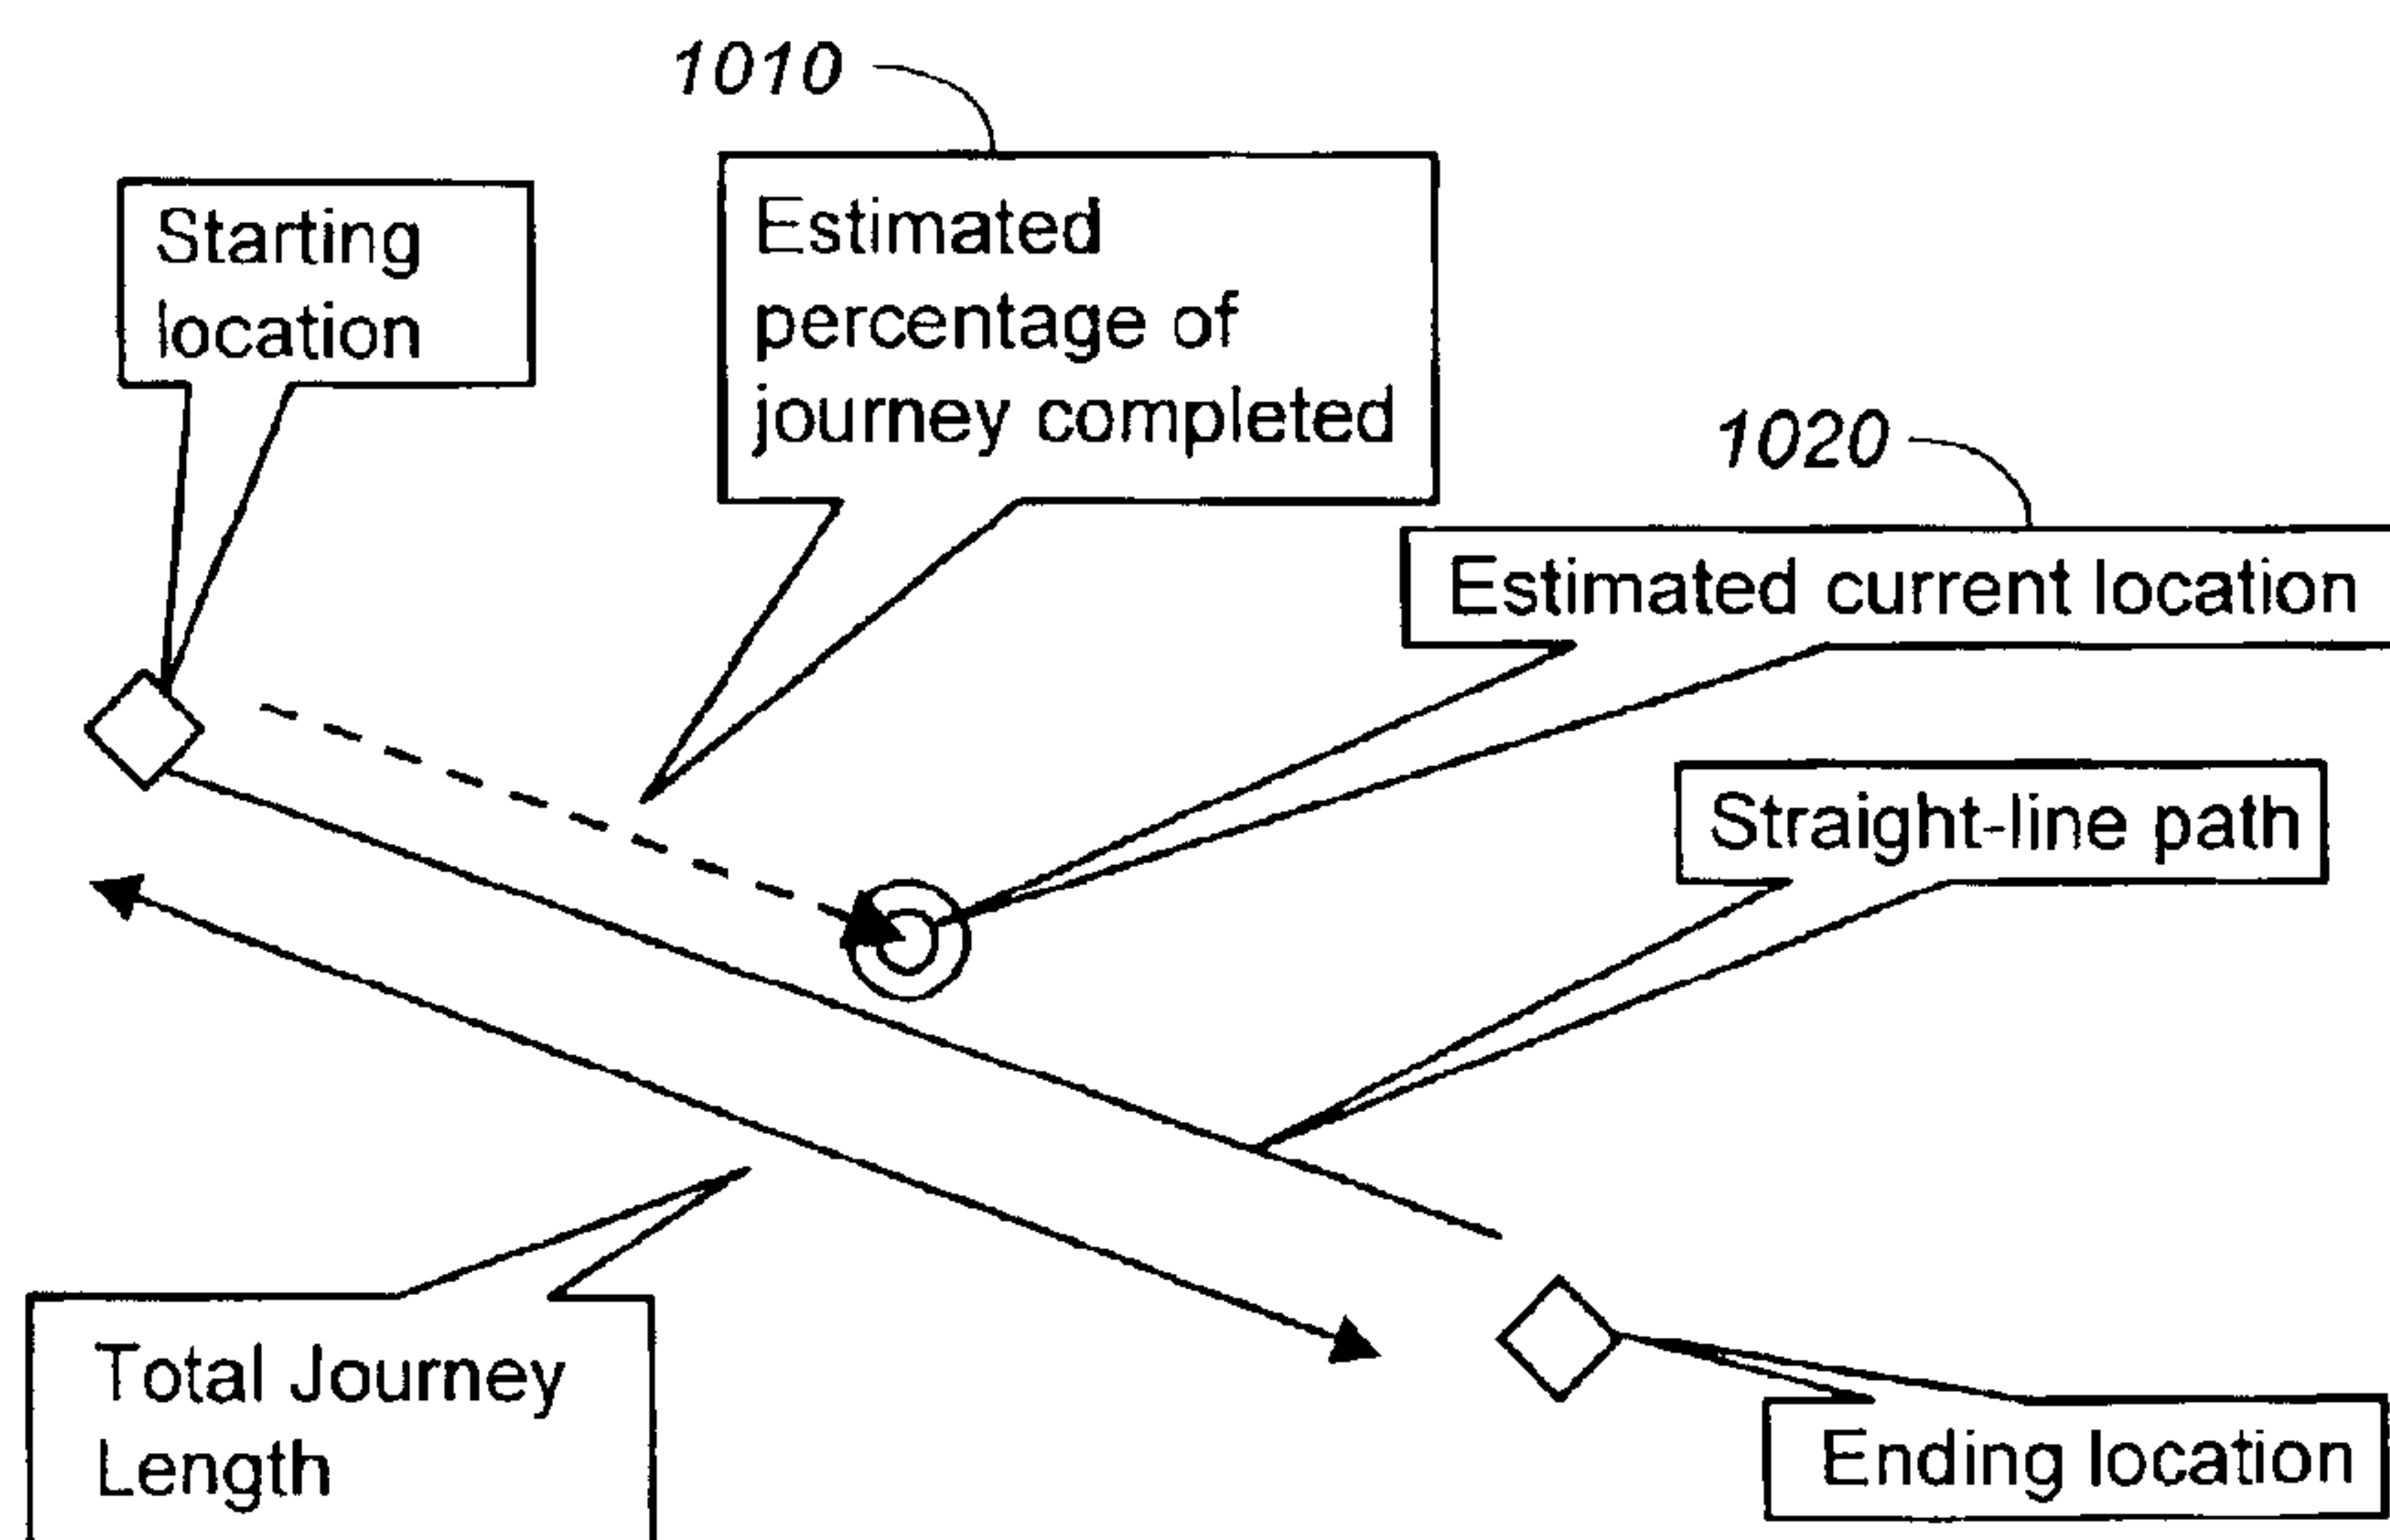 1010
Starting
location
Estimated
percentage of
journey completed
1020
Estimated current location
Straight-line path
Total Journey
Length
Ending location